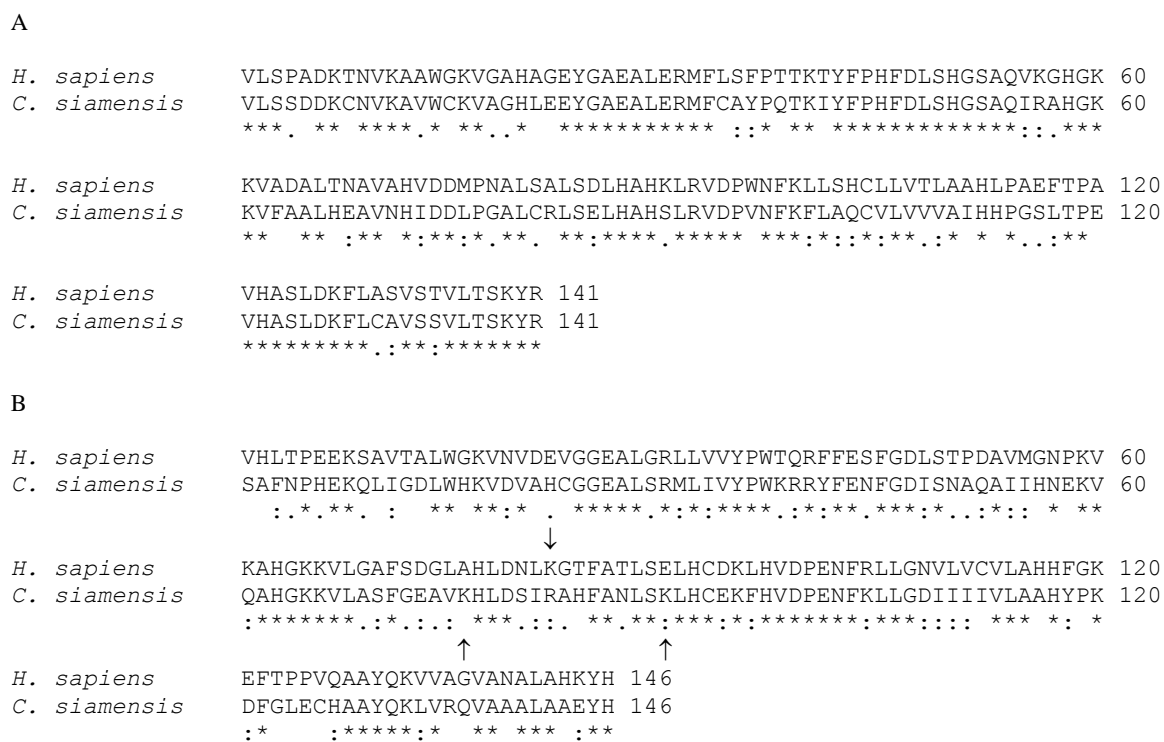 A
H. sapiens VLSPADKTNVKAAWGKVGAHAGEYGAEALERMFLSFPTTKTYFPHFDLSHGSAQVKGHGK 60
C. siamensis VLSSDDKCNVKAVWCKVAGHLEEYGAEALERMFCAYPQTKIYFPHFDLSHGSAQIRAHGK 60
***. ** ****.* **..* *********** ::* ** *************::.***
H. sapiens KVADALTNAVAHVDDMPNALSALSDLHAHKLRVDPWNFKLLSHCLLVTLAAHLPAEFTPA 120
C. siamensis KVFAALHEAVNHIDDLPGALCRLSELHAHSLRVDPVNFKFLAQCVLVVVAIHHPGSLTPE 120
** ** :** *:**:*.**. **:****.***** ***:*::*:**.:* * *..:**
H. sapiens VHASLDKFLASVSTVLTSKYR 141
C. siamensis VHASLDKFLCAVSSVLTSKYR 141
*********.:**:*******
B
H. sapiens VHLTPEEKSAVTALWGKVNVDEVGGEALGRLLVVYPWTQRFFESFGDLSTPDAVMGNPKV 60
C. siamensis SAFNPHEKQLIGDLWHKVDVAHCGGEALSRMLIVYPWKRRYFENFGDISNAQAIIHNEKV 60
:.*.**. : ** **:* . *****.*:*:****.:*:**.***:*..:*:: * **
↓
H. sapiens KAHGKKVLGAFSDGLAHLDNLKGTFATLSELHCDKLHVDPENFRLLGNVLVCVLAHHFGK 120
C. siamensis QAHGKKVLASFGEAVKHLDSIRAHFANLSKLHCEKFHVDPENFKLLGDIIIIVLAAHYPK 120
:*******.:*.:.: ***.::. **.**:***:*:*******:***:::: *** *: *
↑ ↑
H. sapiens EFTPPVQAAYQKVVAGVANALAHKYH 146
C. siamensis DFGLECHAAYQKLVRQVAAALAAEYH 146
:* :*****:* ** *** :**